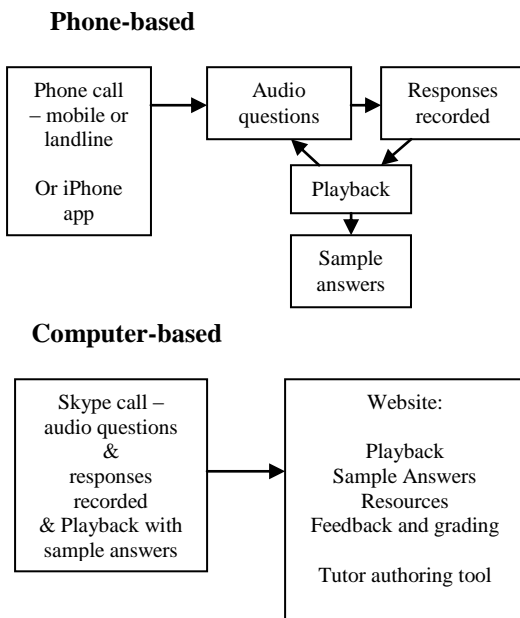 Phone-based
Phone call
– mobile or
landline
Or iPhone
app
Audio
questions
Responses
recorded
Playback
Sample
answers
Computer-based
Skype call –
audio questions
&
responses
recorded
& Playback with
sample answers
Website:
Playback
Sample Answers
Resources
Feedback and grading
Tutor authoring tool